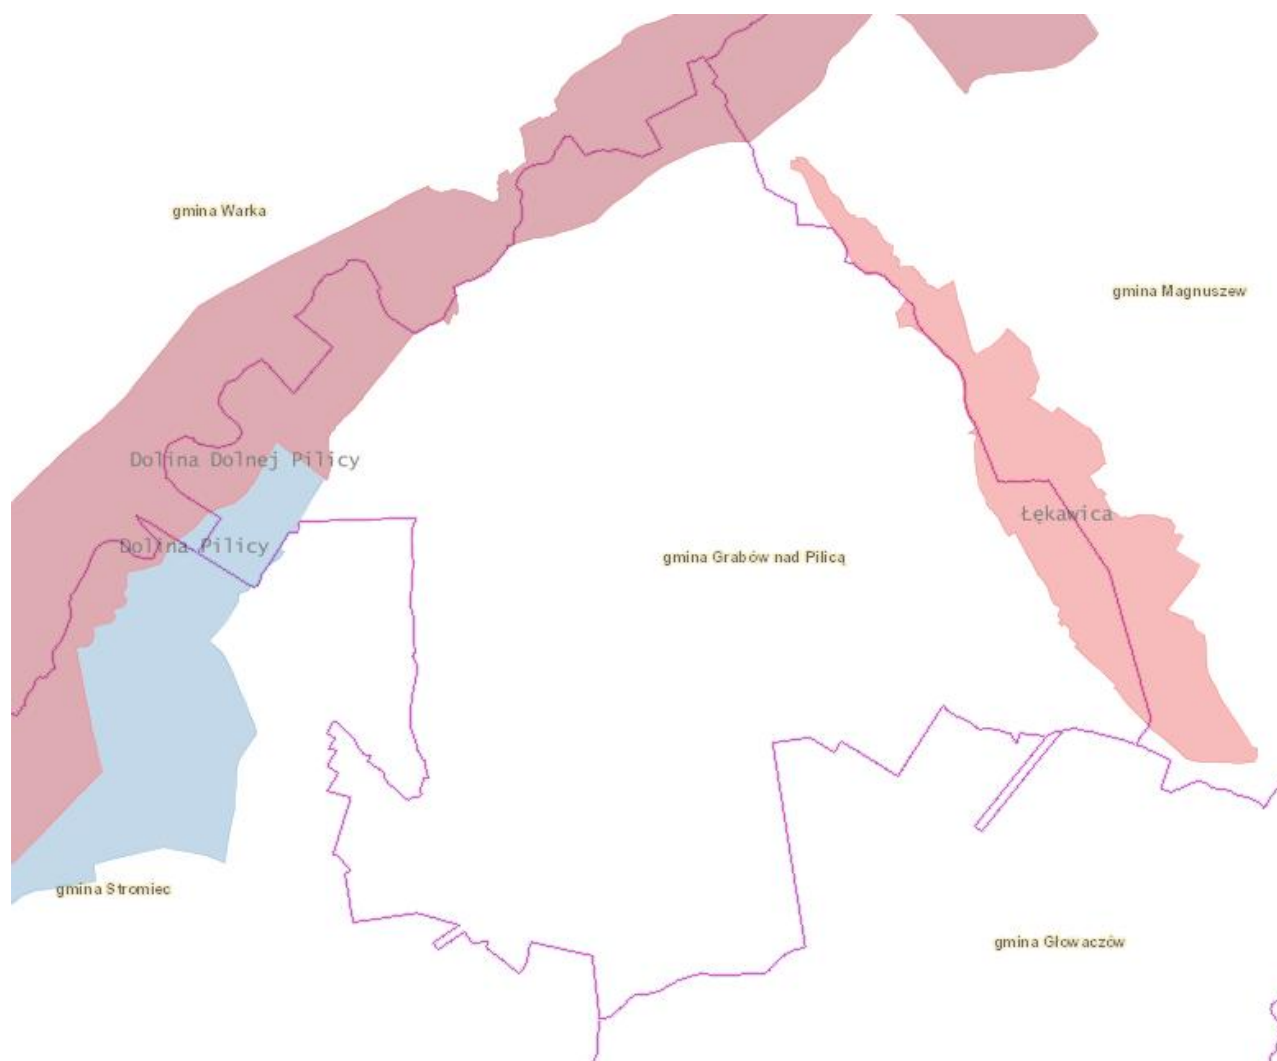 gmina Warka
gmina Magnuszew
Dolina Dolnej Pilicy
Łękawica
Dolina Pilicy
gmina Grabów nad Pilicą
gmina Stromiec
gmina Głowaczów